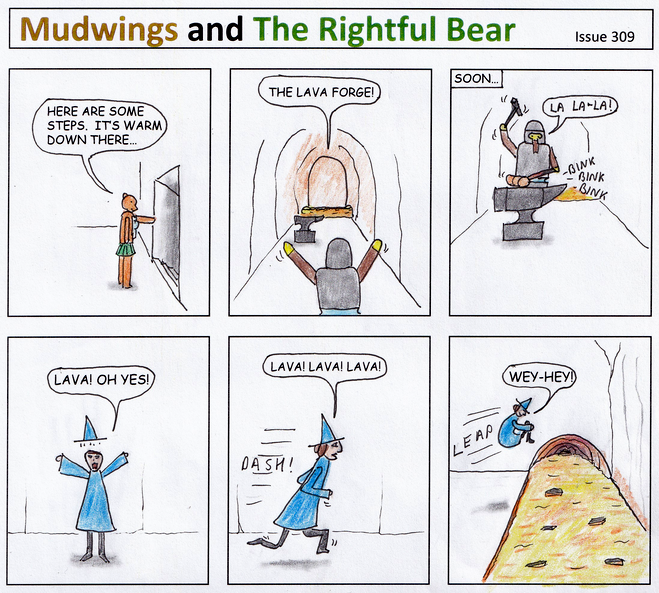 Mudwings and The Rightful Bear
Issue 309
HERE ARE SOME
STEPS. IT'S WARM
DOWN THERE...
THE LAVA FORGE!
SOON...
LA LA-LA!
BINK
BINK
BINK
LAVA! OH YES!
LAVA! LAVA! LAVA!
DASH!
WEY-HEY!
LEAP